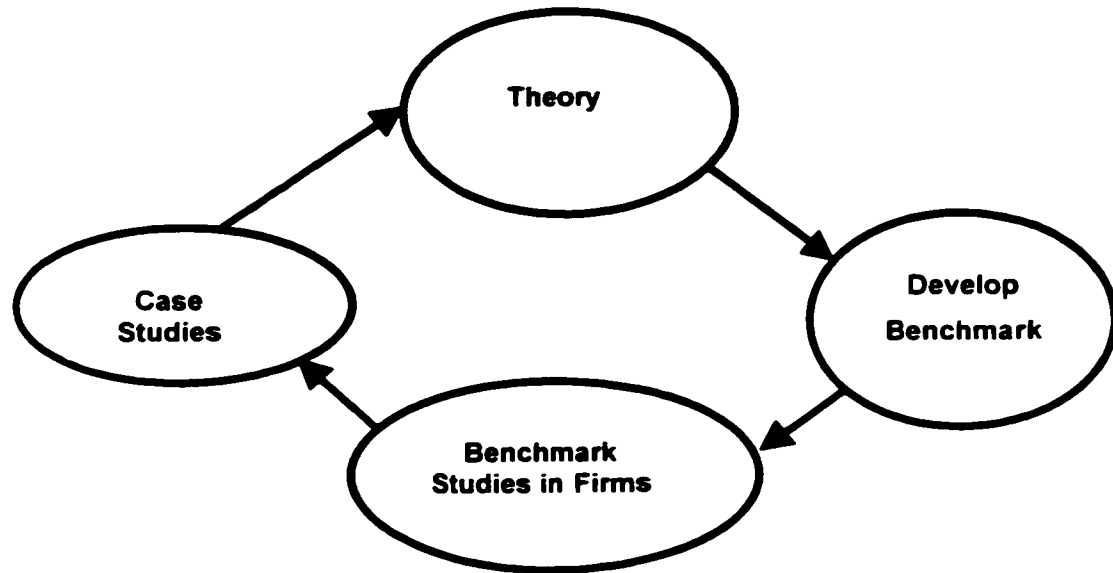 Theory
Develop
Benchmark
Case
Studies
Benchmark
Studies in Firms